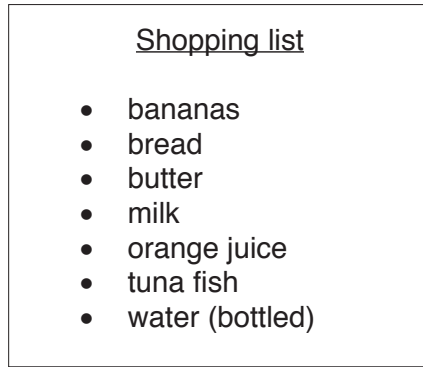 Shopping list
• bananas
• bread
• butter
• milk
• orange juice
• tuna fish
• water (bottled)